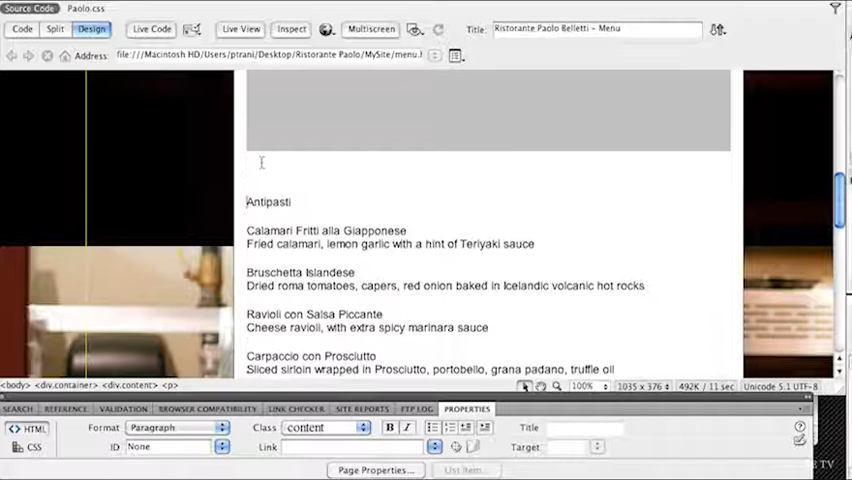 Source Code Paolo.css
Code Split Design Live Code Live View Inspect Multiscreen Title: Ristorante Paolo Belletti – Menu
Address: file:///Macintosh HD/Users/ptrani/Desktop/Ristorante Paolo/MySite/menu.h
Antipasti
Calamari Fritti alla Giapponese
Fried calamari, lemon garlic with a hint of Teriyaki sauce
Bruschetta Islandese
Dried roma tomatoes, capers, red onion baked in Icelandic volcanic hot rocks
Ravioli con Salsa Piccante
Cheese ravioli, with extra spicy marinara sauce
Carpaccio con Prosciutto
Sliced sirloin wrapped in Prosciutto, portobello, grana padano, truffle oil
<body> <div.container> <div.content> <p> 100% 1035 x 376 492K / 11 sec Unicode 5.1 UTF-8
SEARCH REFERENCE VALIDATION BROWSER COMPATIBILITY LINK CHECKER SITE REPORTS FTP LOG PROPERTIES
HTML Format Paragraph Class content B I Title
CSS ID None Link Target
Page Properties... List Item...
TV